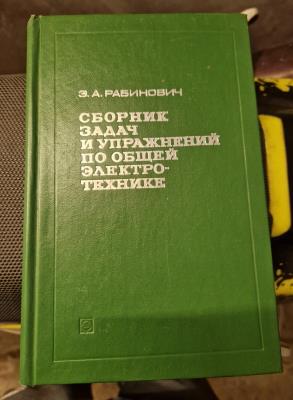 Э. А. РАБИНОВИЧ
СБОРНИК
ЗАДАЧ
И УПРАЖНЕНИЙ
ПО ОБЩЕЙ
ЭЛЕКТРО-
ТЕХНИКЕ